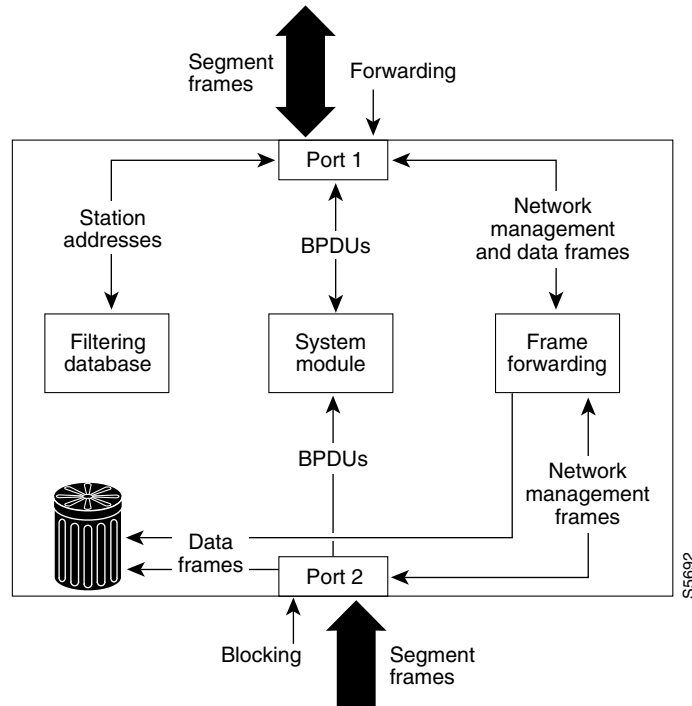 Segment
frames
Forwarding
Port 1
Station
addresses
BPDUs
Network
management
and data frames
Filtering
database
System
module
Frame
forwarding
BPDUs
Network
management
frames
Data
frames
Port 2
Blocking
Segment
frames
S5692